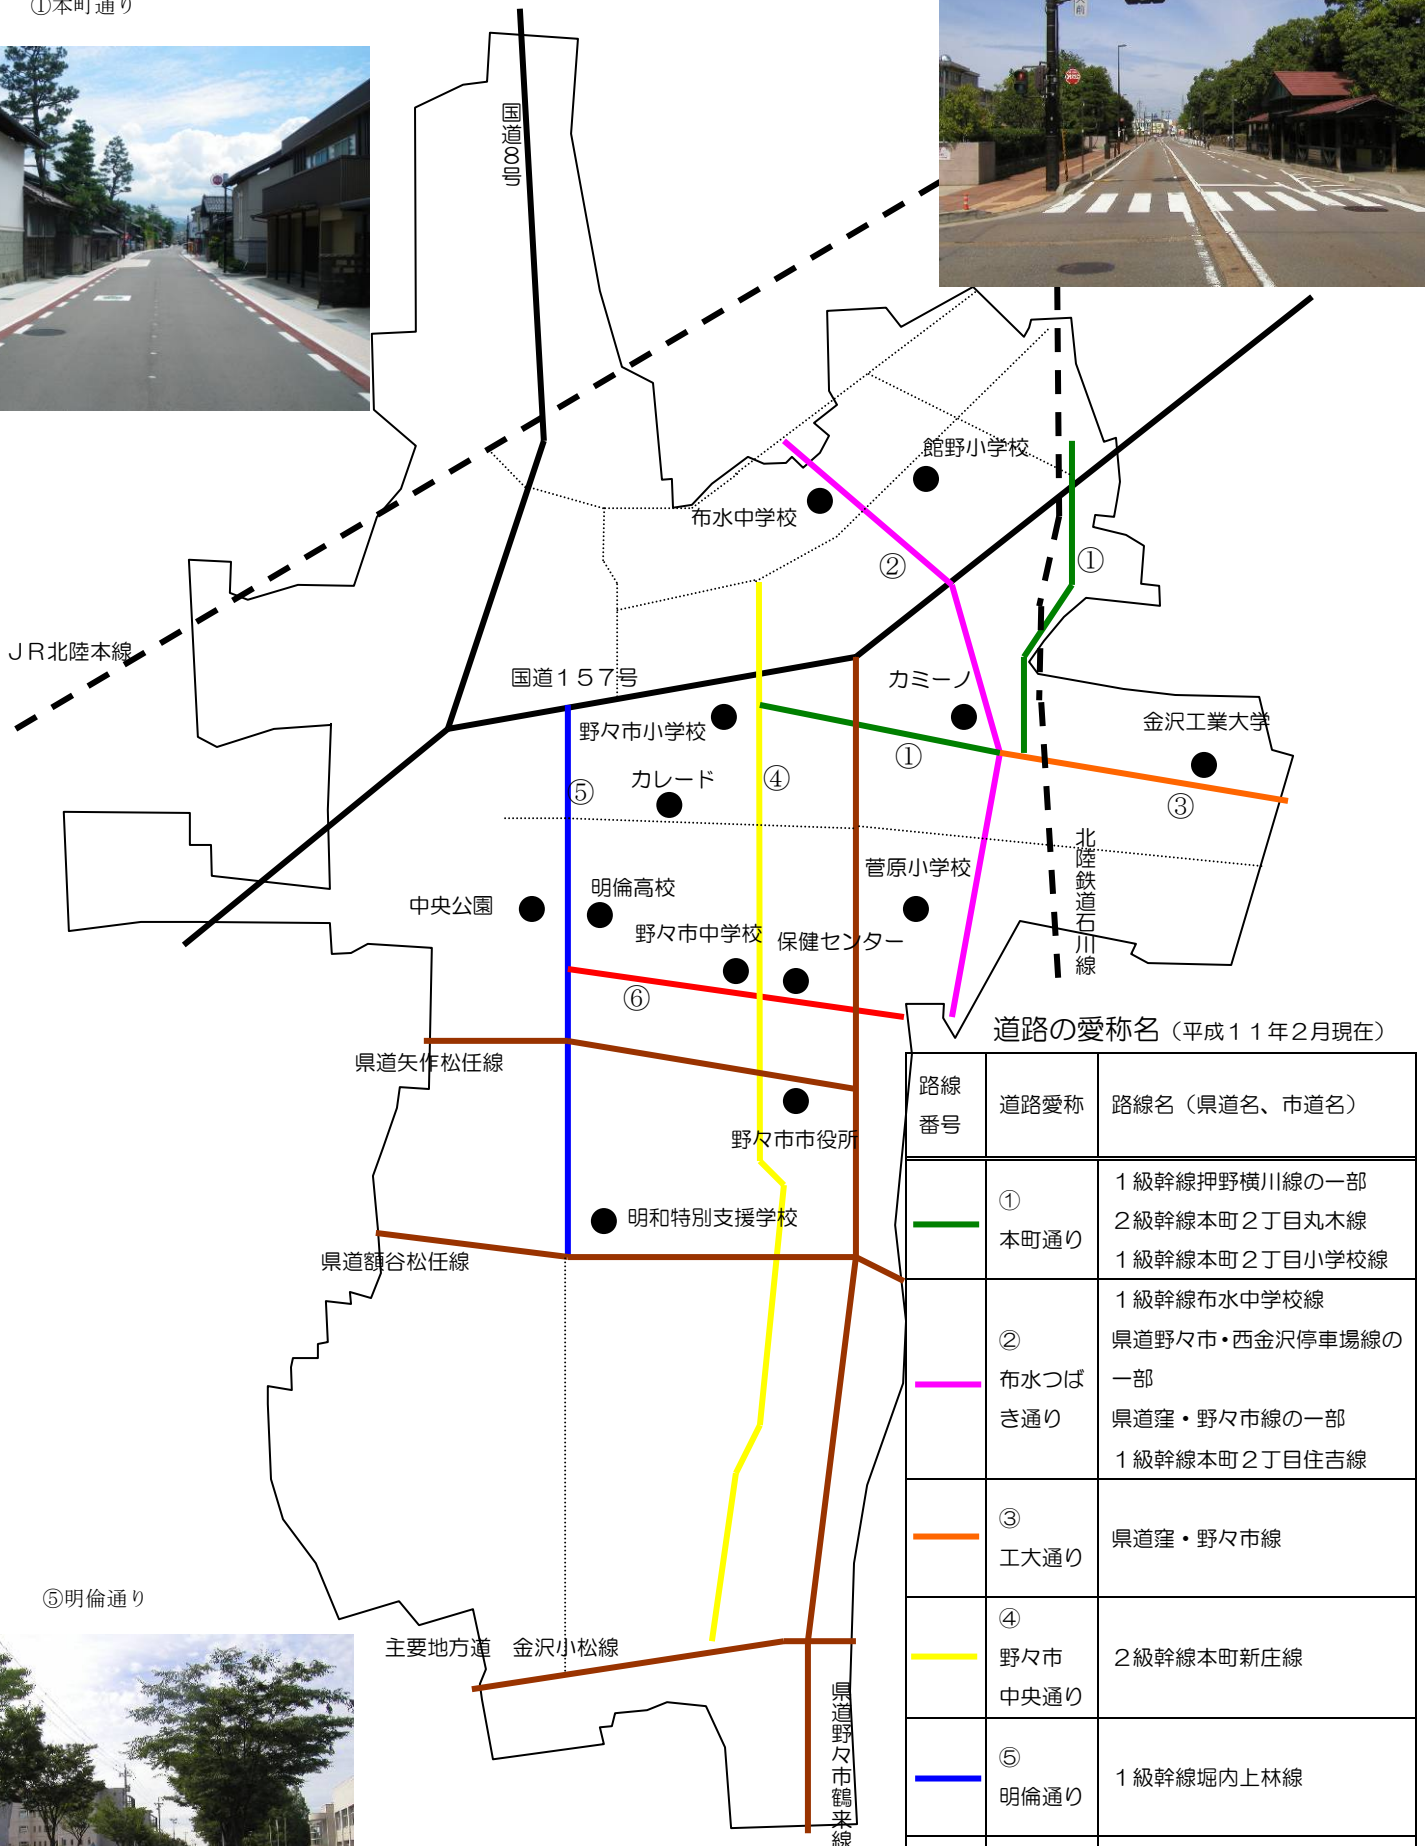 ①本町通り
国道8号
館野小学校
布水中学校
②
①
JR北陸本線
国道157号
カミーノ
野々市小学校
金沢工業大学
①
⑤
カレード
④
③
北陸鉄道石川線
菅原小学校
中央公園
明倫高校
野々市中学校
保健センター
⑥
道路の愛称名（平成11年2月現在）
県道矢作松任線
野々市市役所
明和特別支援学校
県道額谷松任線
⑤明倫通り
主要地方道 金沢小松線
県道野々市鶴来線
路線
番号
道路愛称
路線名（県道名、市道名）
①
本町通り
1級幹線押野横川線の一部
2級幹線本町2丁目丸木線
1級幹線本町2丁目小学校線
②
布水つば
き通り
1級幹線布水中学校線
県道野々市・西金沢停車場線の
一部
県道窪・野々市線の一部
1級幹線本町2丁目住吉線
③
工大通り
県道窪・野々市線
④
野々市
中央通り
2級幹線本町新庄線
⑤
明倫通り
1級幹線堀内上林線